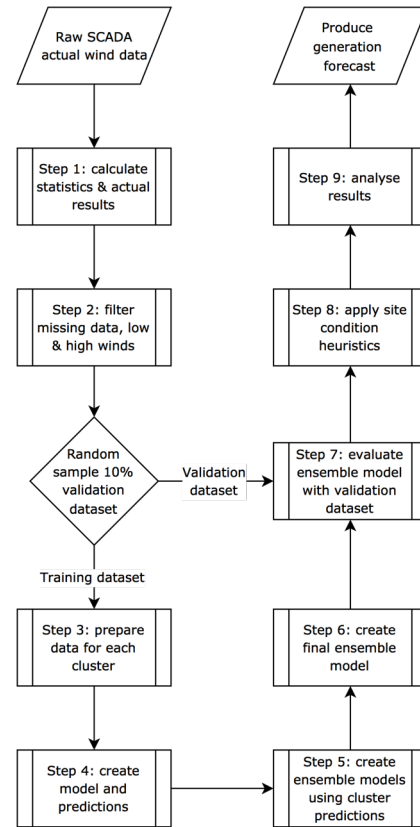 Raw SCADA
actual wind data
Step 1: calculate
statistics & actual
results
Step 2: filter
missing data, low
& high winds
Random
sample 10%
validation
dataset
Validation
dataset
Training dataset
Step 3: prepare
data for each
cluster
Step 4: create
model and
predictions
Step 5: create
ensemble models
using cluster
predictions
Step 6: create
final ensemble
model
Step 7: evaluate
ensemble model
with validation
dataset
Step 8: apply site
condition
heuristics
Step 9: analyse
results
Produce
generation
forecast